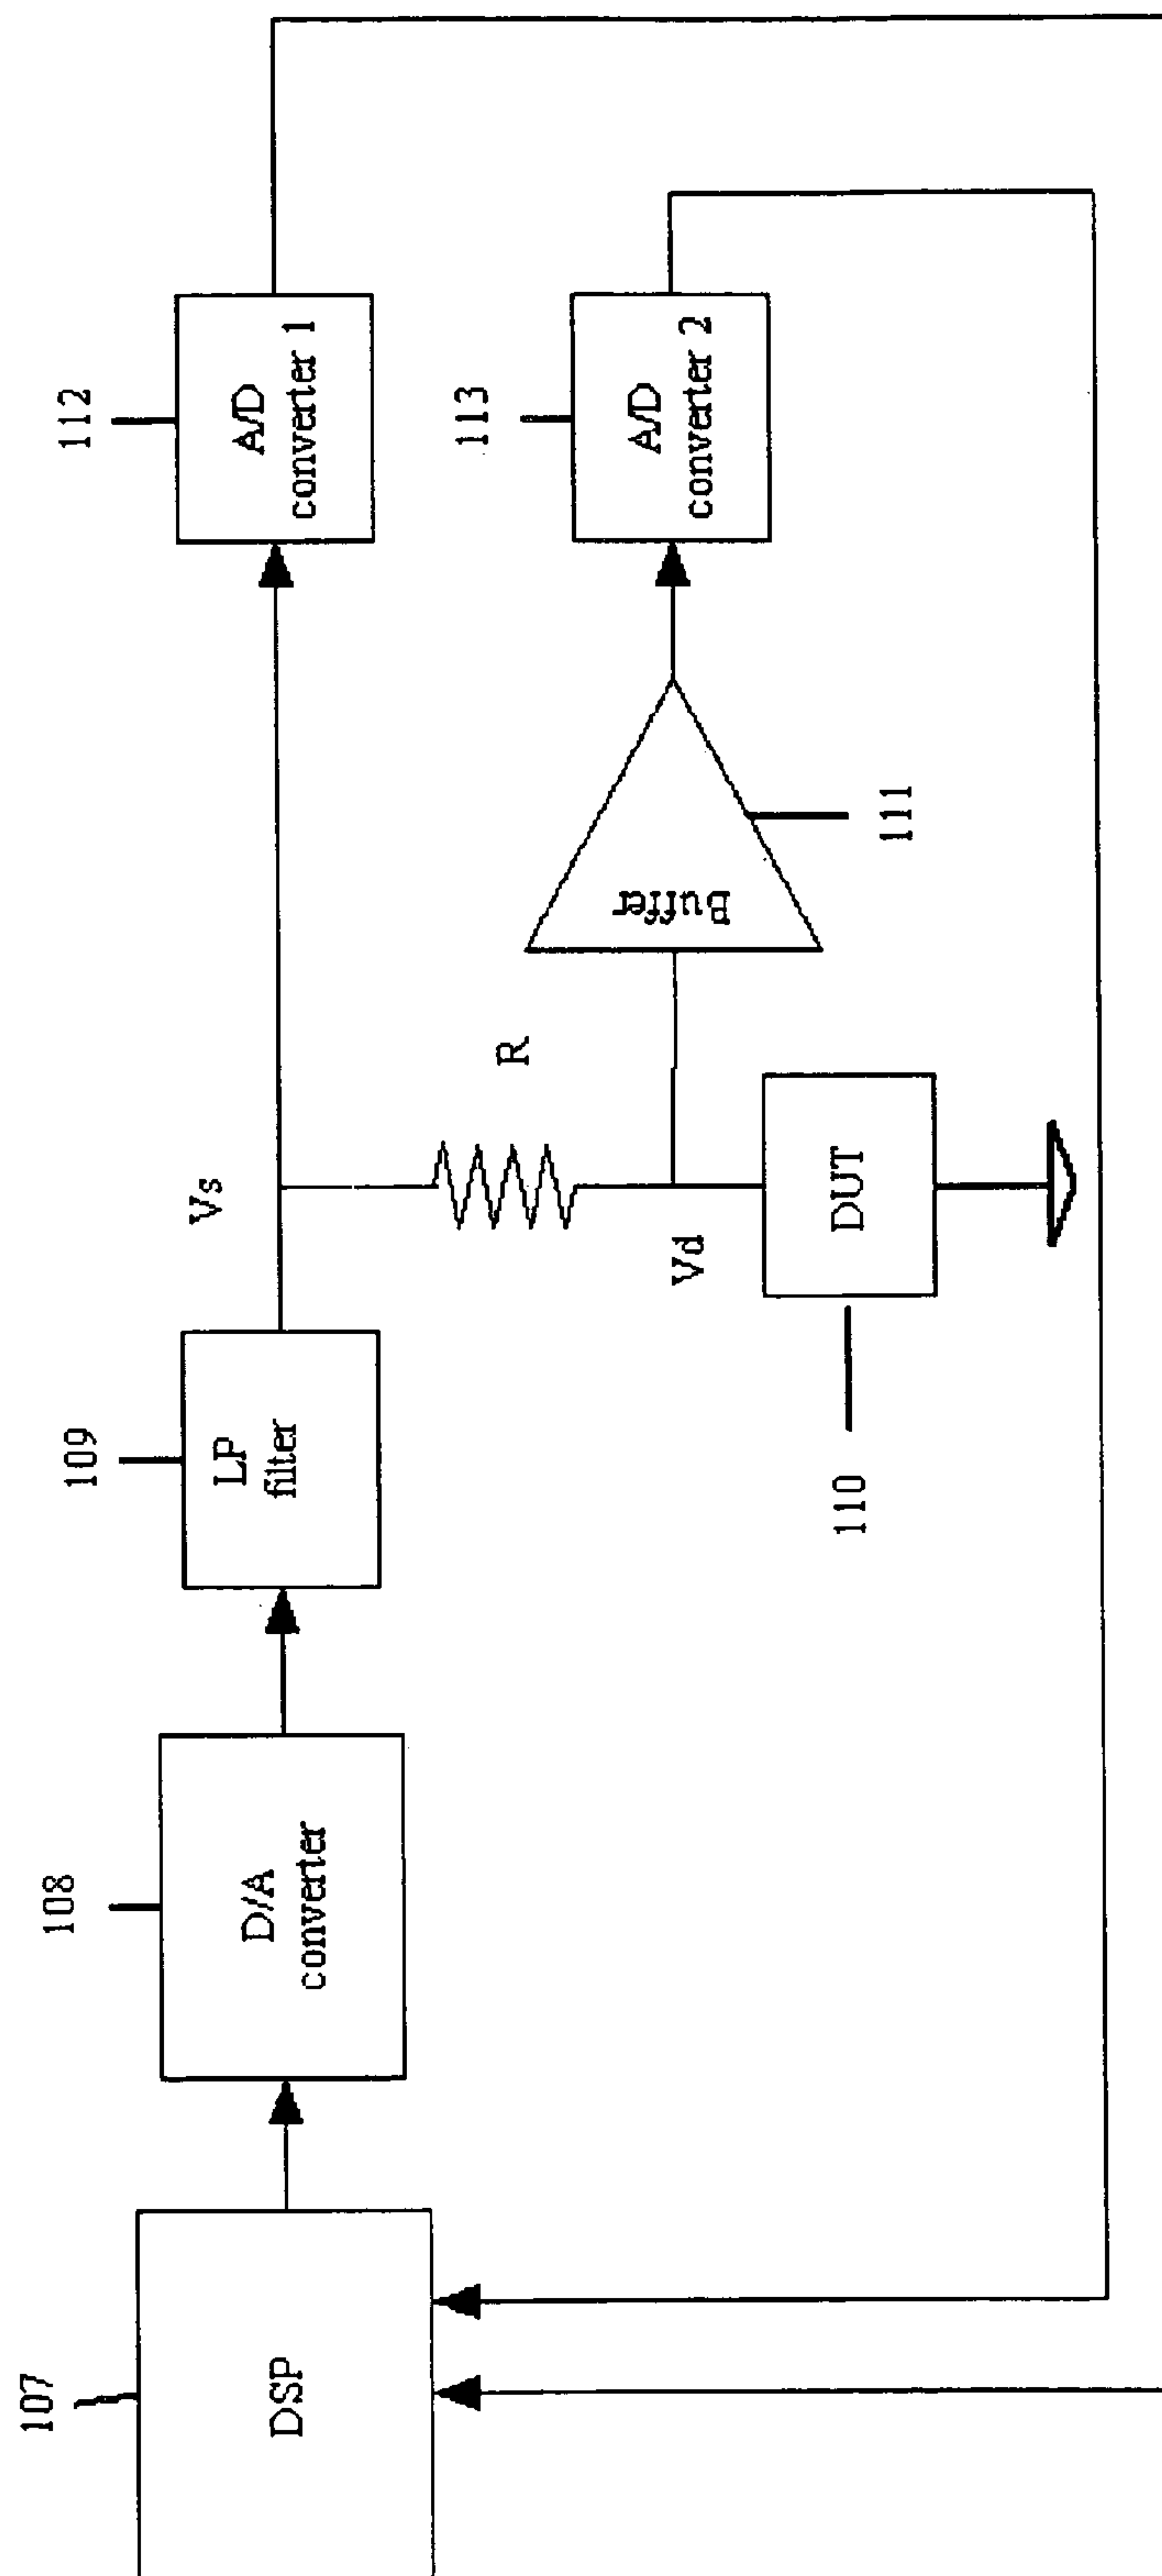 107
DSP
108
D/A
converter
109
LP
filter
Vs
112
A/D
converter 1
R
Vd
Buffer
111
113
A/D
converter 2
DUT
110